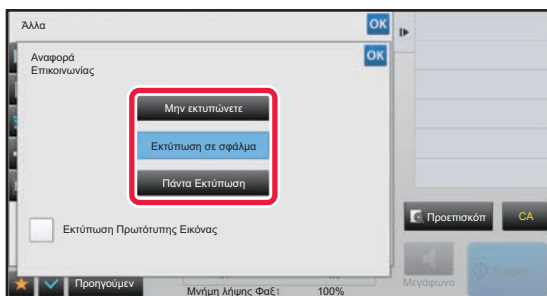 Άλλα
OK
Αναφορά
Επικοινωνίας
OK
Μην εκτυπώνετε
Εκτύπωση σε σφάλμα
Πάντα Εκτύπωση
Εκτύπωση Πρωτότυπης Εικόνας
Προεπισκόπ
CA
Μεγάφωνο
Έναρξη
Προηγούμεν
Μνήμη λήψης Φαξ: 100%